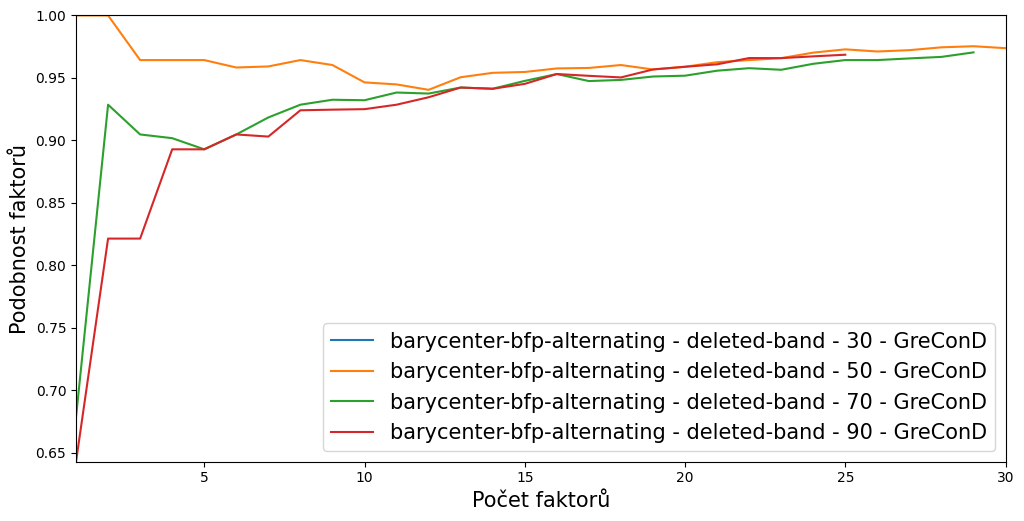 1.00
0.95
0.90
0.85
0.80
0.75
0.70
0.65
Podobnost faktorů
barycenter-bfp-alternating - deleted-band - 30 - GreConD
barycenter-bfp-alternating - deleted-band - 50 - GreConD
barycenter-bfp-alternating - deleted-band - 70 - GreConD
barycenter-bfp-alternating - deleted-band - 90 - GreConD
5 10 15 20 25 30
Počet faktorů